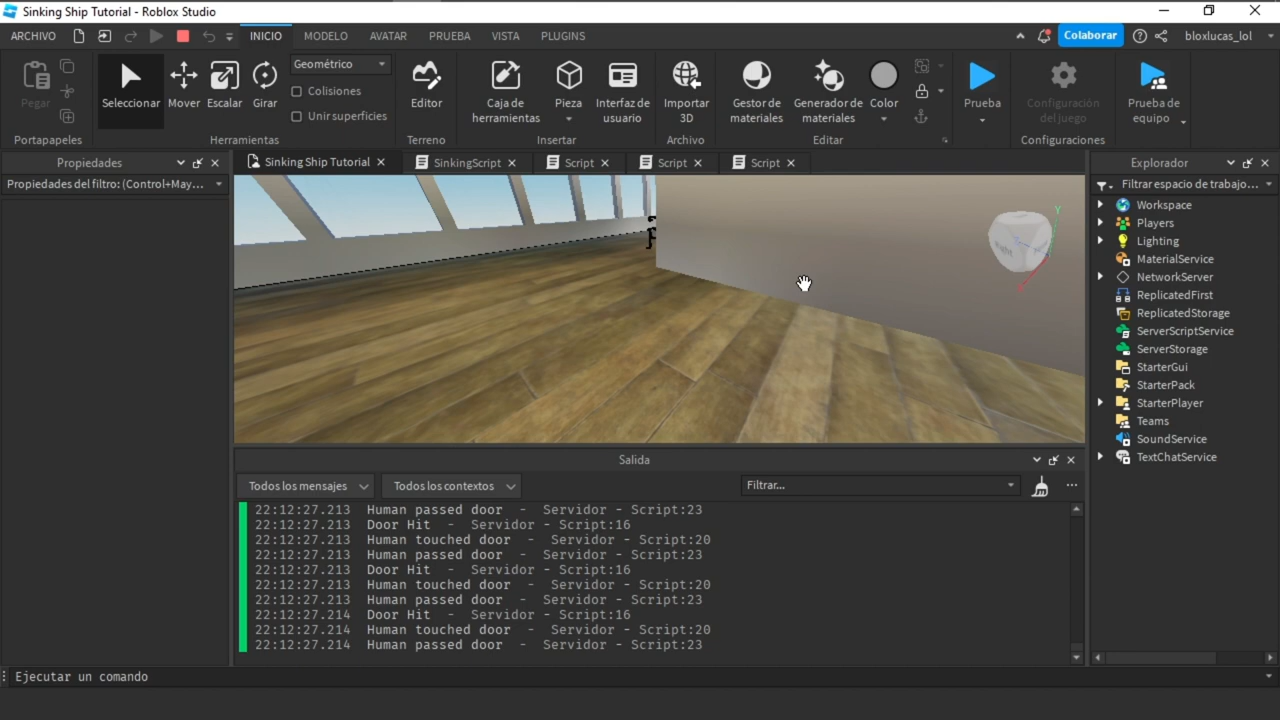 Sinking Ship Tutorial - Roblox Studio
ARCHIVO
INICIO
MODELO
AVATAR
PRUEBA
VISTA
PLUGINS
Colaborar
bloxlucas_lol
Pegar
Seleccionar
Mover
Escalar
Girar
Geométrico
Colisiones
Unir superficies
Editor
Caja de
herramientas
Pieza
Interfaz de
usuario
Importar
3D
Gestor de
materiales
Generador de
materiales
Color
Prueba
Configuración
del juego
Prueba de
equipo
Portapapeles
Herramientas
Terreno
Insertar
Archivo
Editar
Configuraciones
Propiedades
Sinking Ship Tutorial
SinkingScript
Script
Script
Script
Explorador
Propiedades del filtro: (Control+May...
Filtrar espacio de trabajo...
Workspace
Players
Lighting
MaterialService
NetworkServer
ReplicatedFirst
ReplicatedStorage
ServerScriptService
ServerStorage
StarterGui
StarterPack
StarterPlayer
Teams
SoundService
TextChatService
Y
Salida
Todos los mensajes
Todos los contextos
Filtrar...
22:12:27.213 Human passed door - Servidor - Script:23
22:12:27.213 Door Hit - Servidor - Script:16
22:12:27.213 Human touched door - Servidor - Script:20
22:12:27.213 Human passed door - Servidor - Script:23
22:12:27.213 Door Hit - Servidor - Script:16
22:12:27.213 Human touched door - Servidor - Script:20
22:12:27.213 Human passed door - Servidor - Script:23
22:12:27.214 Door Hit - Servidor - Script:16
22:12:27.214 Human touched door - Servidor - Script:20
22:12:27.214 Human passed door - Servidor - Script:23
Ejecutar un comando